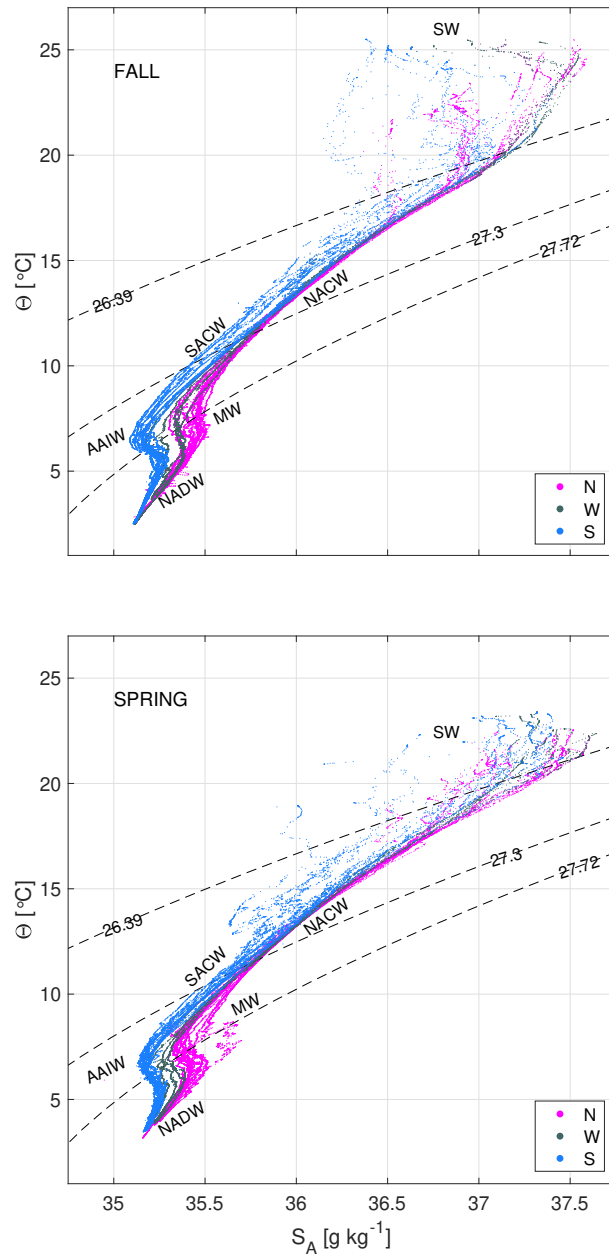 SW
25
FALL
20
Θ [°C]
15
26.39
27.3
27.72
NACW
SACW
10
MW
AAIW
5
NADW
N
W
S
25
SPRING
SW
20
Θ [°C]
15
26.39
27.3
27.72
NACW
SACW
10
MW
AAIW
5
NADW
N
W
S
35 35.5 36 36.5 37 37.5
S_A [g kg⁻¹]